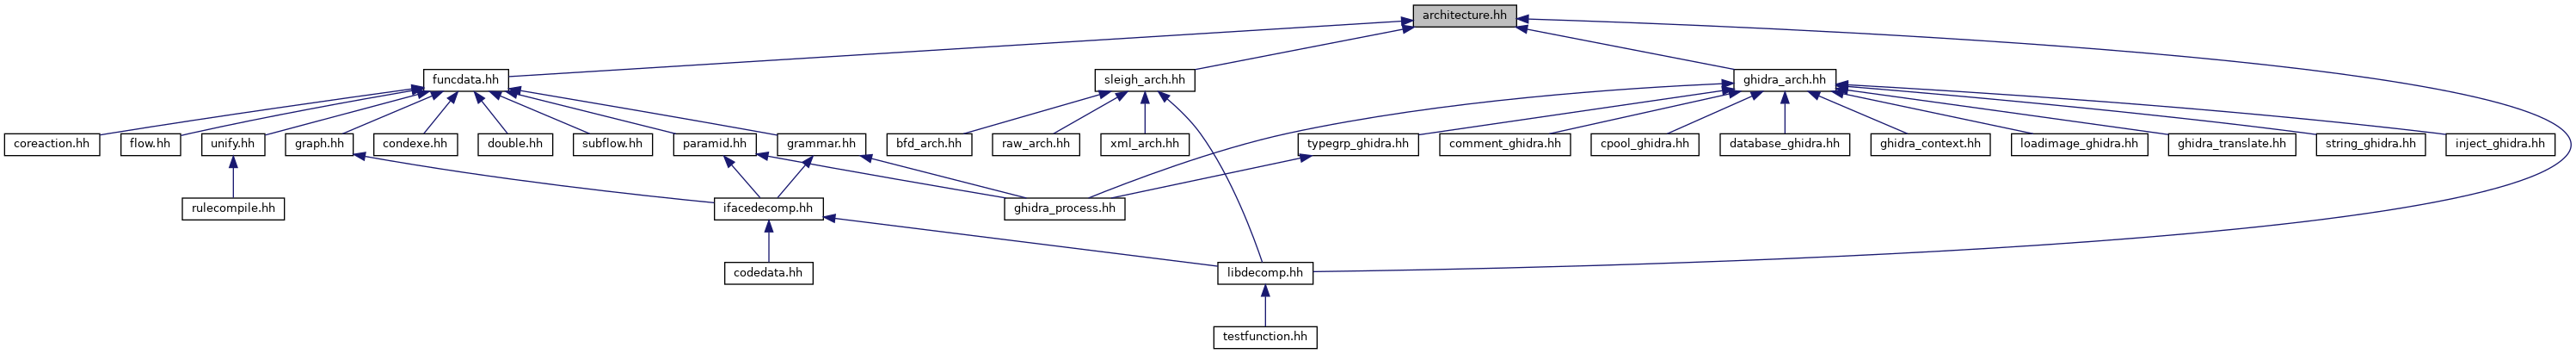 architecture.hh
funcdata.hh
sleigh_arch.hh
ghidra_arch.hh
coreaction.hh
flow.hh
unify.hh
graph.hh
condexe.hh
double.hh
subflow.hh
paramid.hh
grammar.hh
bfd_arch.hh
raw_arch.hh
xml_arch.hh
typegrp_ghidra.hh
comment_ghidra.hh
cpool_ghidra.hh
database_ghidra.hh
ghidra_context.hh
loadimage_ghidra.hh
ghidra_translate.hh
string_ghidra.hh
inject_ghidra.hh
rulecompile.hh
ifacedecomp.hh
ghidra_process.hh
codedata.hh
libdecomp.hh
testfunction.hh